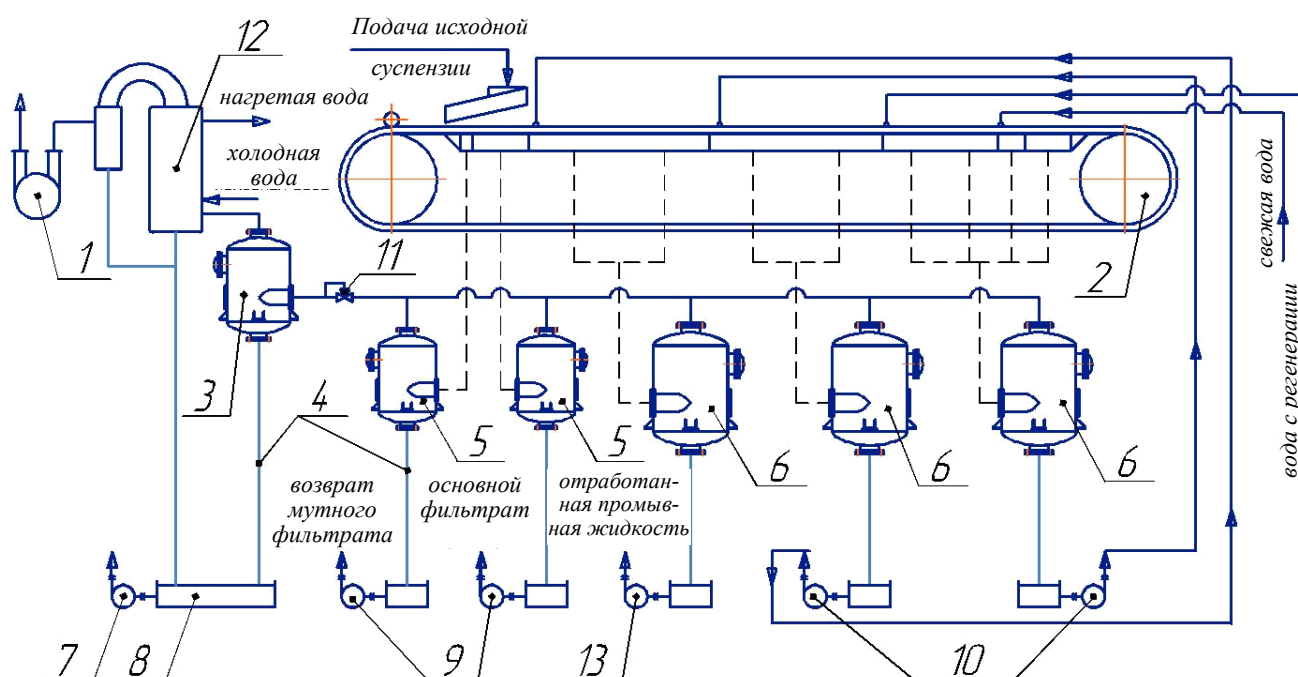 Подача исходной
суспензии
12
нагретая вода
холодная
вода
1
11
2
свежая вода
вода с регенерации
3
4
5
5
6
6
6
возврат
мутного
фильтрата
основной
фильтрат
отработан-
ная промыв-
ная жидкость
7
8
9
13
10